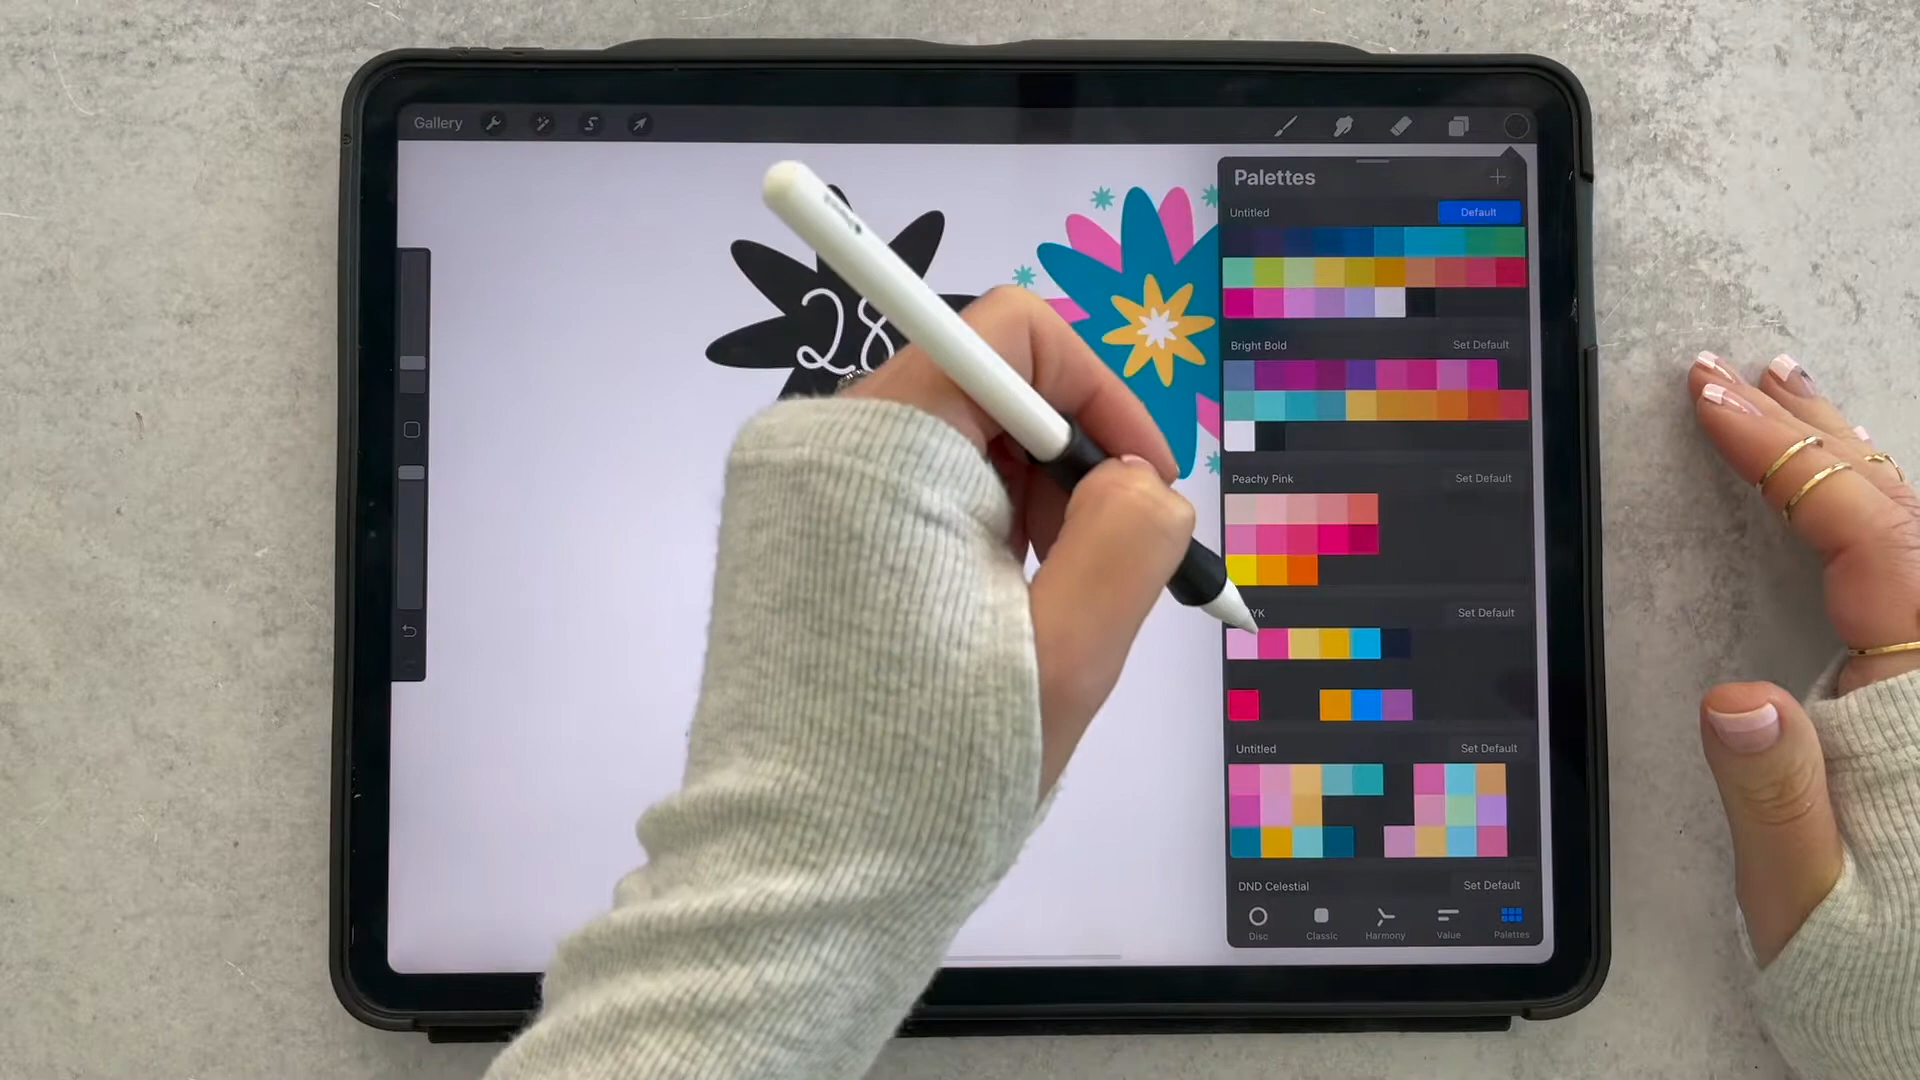 Gallery
Palettes
Untitled
Default
28
Bright Bold
Set Default
Peachy Pink
Set Default
Set Default
Untitled
Set Default
DND Celestial
Set Default
Disc
Classic
Harmony
Value
Palettes